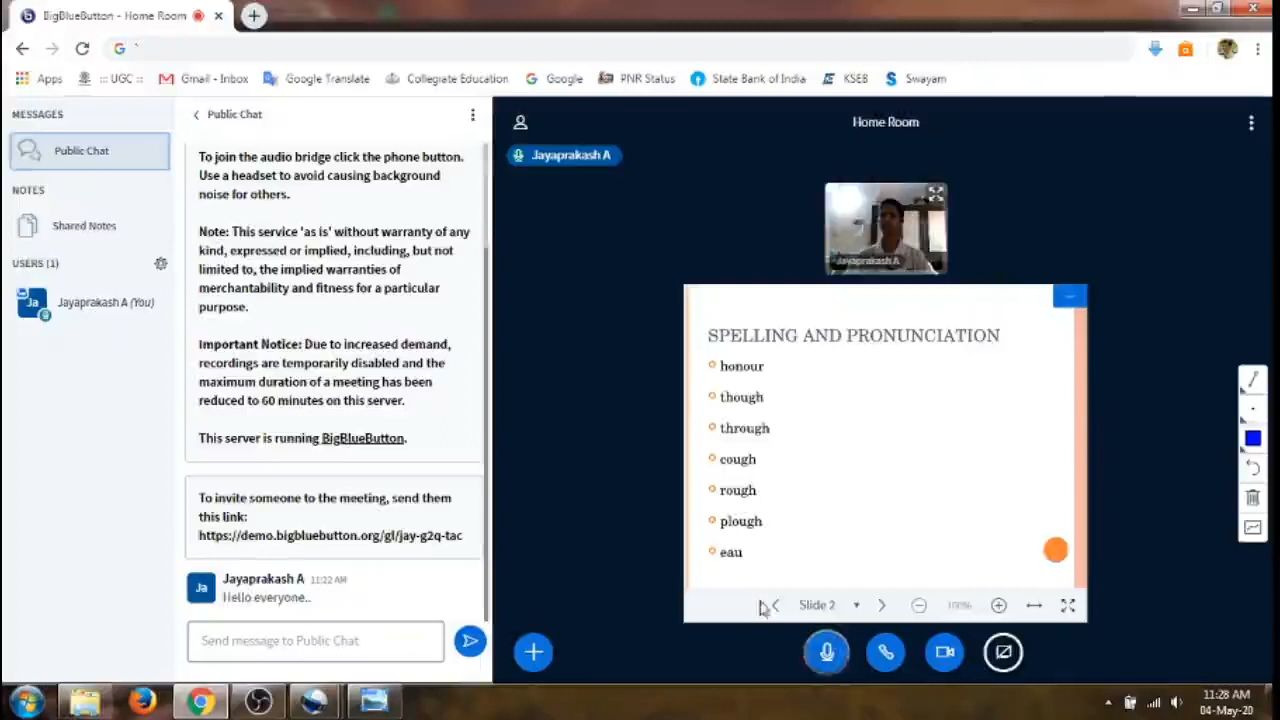 BigBlueButton - Home Room
Apps
::: UGC ::
Gmail - Inbox
Google Translate
Collegiate Education
Google
PNR Status
State Bank of India
KSEB
Swayam
MESSAGES
Public Chat
NOTES
Shared Notes
USERS (1)
Ja
Jayaprakash A (You)
Public Chat
To join the audio bridge click the phone button.
Use a headset to avoid causing background
noise for others.
Note: This service 'as is' without warranty of any
kind, expressed or implied, including, but not
limited to, the implied warranties of
merchantability and fitness for a particular
purpose.
Important Notice: Due to increased demand,
recordings are temporarily disabled and the
maximum duration of a meeting has been
reduced to 60 minutes on this server.
This server is running BigBlueButton.
To invite someone to the meeting, send them
this link:
https://demo.bigbluebutton.org/gl/jay-g2q-tac
Ja
Jayaprakash A 11:22 AM
Hello everyone..
Send message to Public Chat
Home Room
Jayaprakash A
Jayaprakash A
SPELLING AND PRONUNCIATION
honour
though
through
cough
rough
plough
eau
Slide 2
100%
11:28 AM
04-May-20